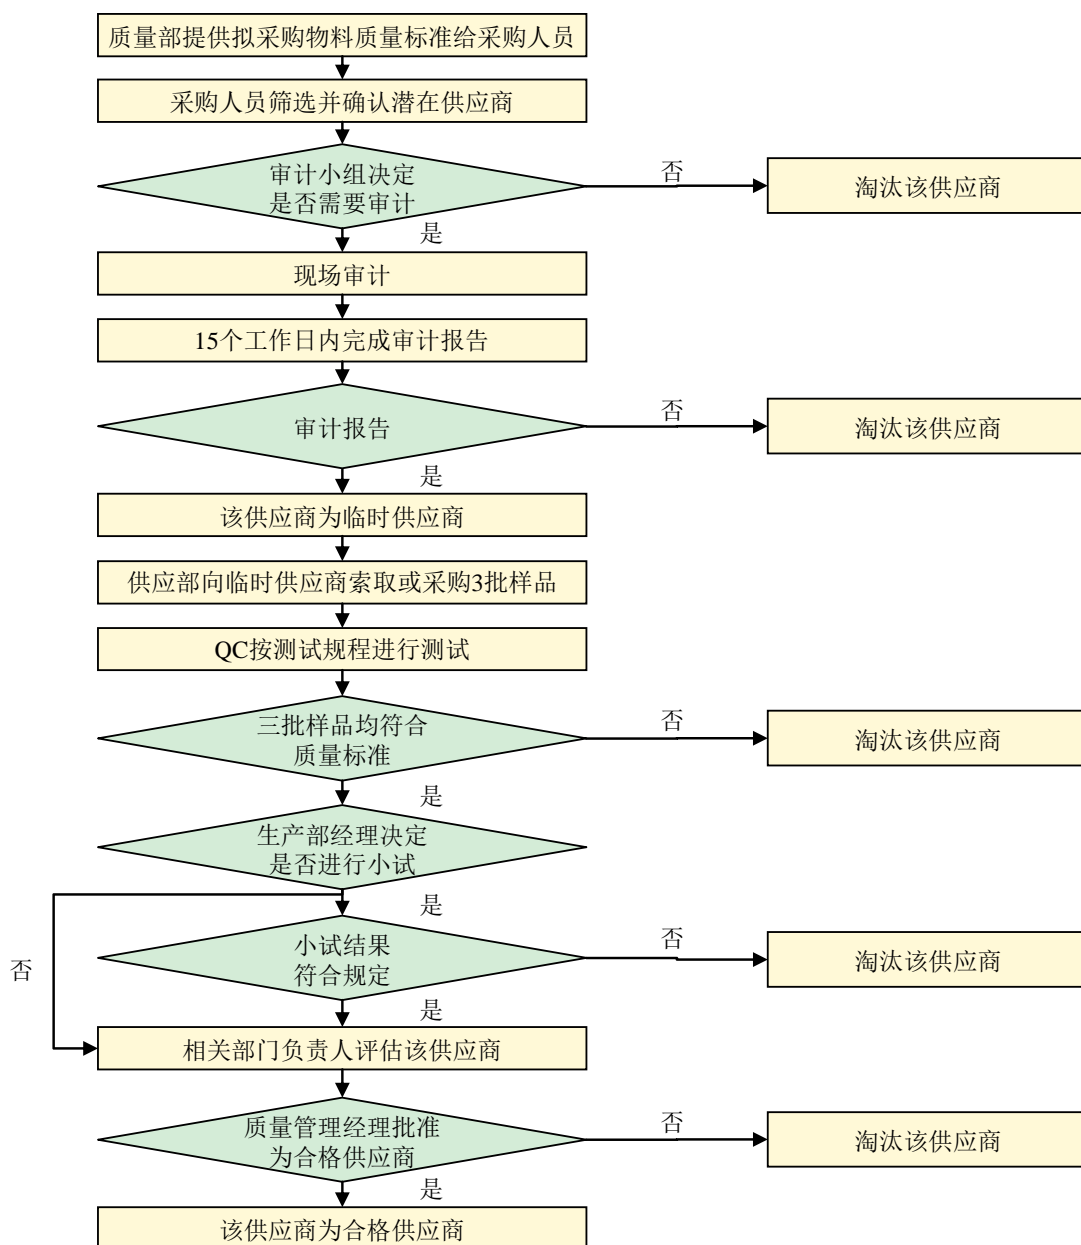 质量部提供拟采购物料质量标准给采购人员
采购人员筛选并确认潜在供应商
审计小组决定
是否需要审计
否
淘汰该供应商
是
现场审计
15个工作日内完成审计报告
审计报告
否
淘汰该供应商
是
该供应商为临时供应商
供应部向临时供应商索取或采购3批样品
QC按测试规程进行测试
三批样品均符合
质量标准
否
淘汰该供应商
是
生产部经理决定
是否进行小试
是
否
小试结果
符合规定
否
淘汰该供应商
是
相关部门负责人评估该供应商
质量管理经理批准
为合格供应商
否
淘汰该供应商
是
该供应商为合格供应商